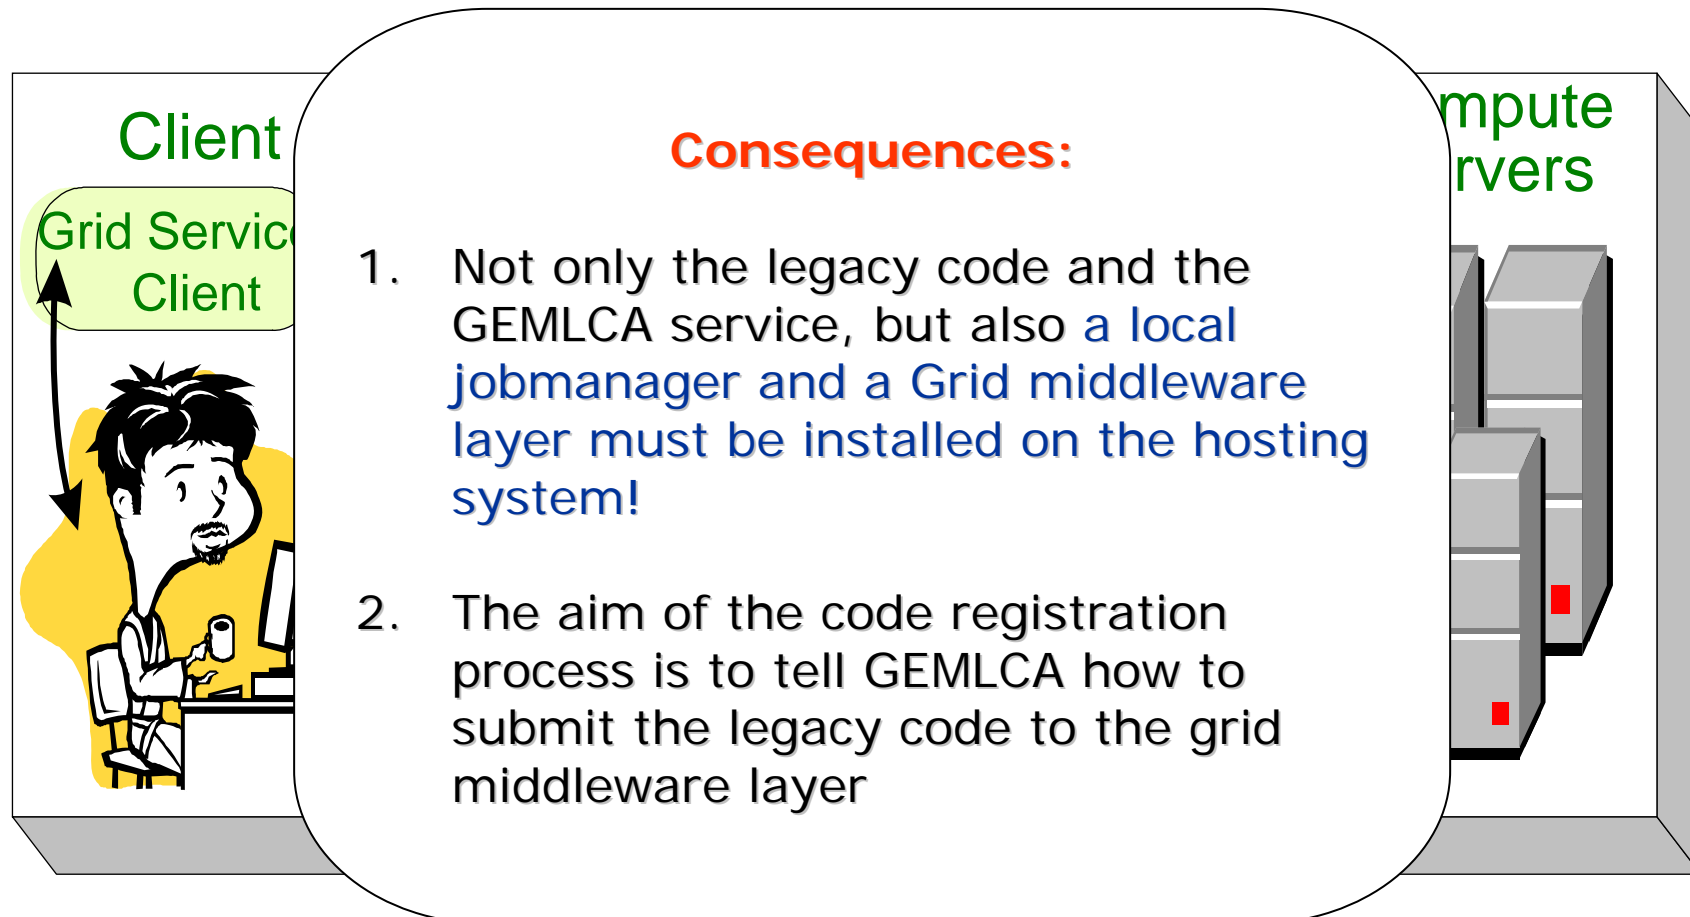 Client
Grid Servic
Client
Consequences:
1. Not only the legacy code and the
GEMLCA service, but also a local
jobmanager and a Grid middleware
layer must be installed on the hosting
system!
2. The aim of the code registration
process is to tell GEMLCA how to
submit the legacy code to the grid
middleware layer
mpute
rvers